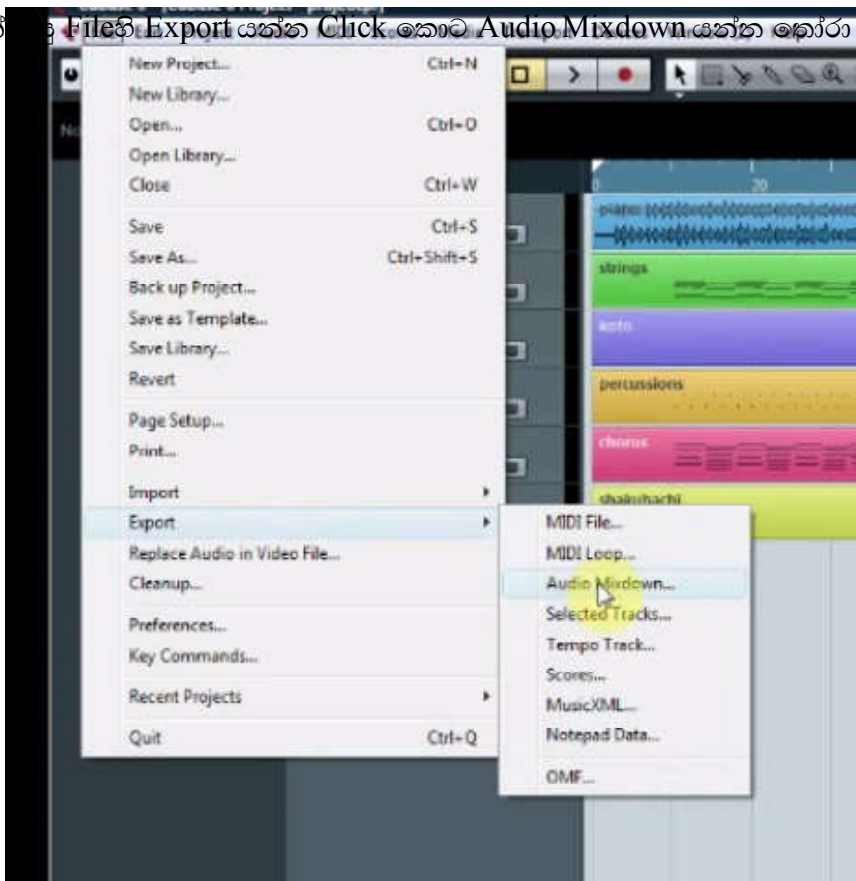 Fileහි Export යන්න Click කොට Audio Mixdown යන්න තෝරා
New Project... Ctrl+N
New Library...
Open... Ctrl+O
Open Library...
Close Ctrl+W
Save Ctrl+S
Save As... Ctrl+Shift+S
Back up Project...
Save as Template...
Save Library...
Revert
Page Setup...
Print...
Import
Export
Replace Audio in Video File...
Cleanup...
Preferences...
Key Commands...
Recent Projects
Quit Ctrl+Q
MIDI File...
MIDI Loop...
Audio Mixdown...
Selected Tracks...
Tempo Track...
Scores...
MusicXML...
Notepad Data...
OMF...
0 20
piano
strings
koto
percussions
chorus
shakuhachi